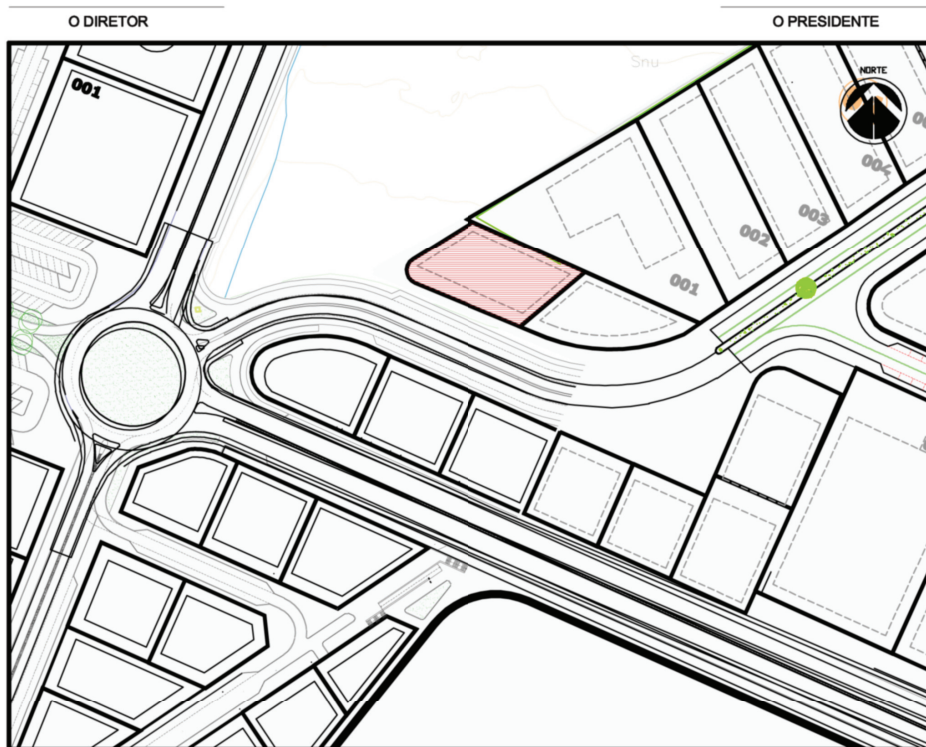 O DIRETOR
O PRESIDENTE
Snu
NORTE
001
004
003
002
001